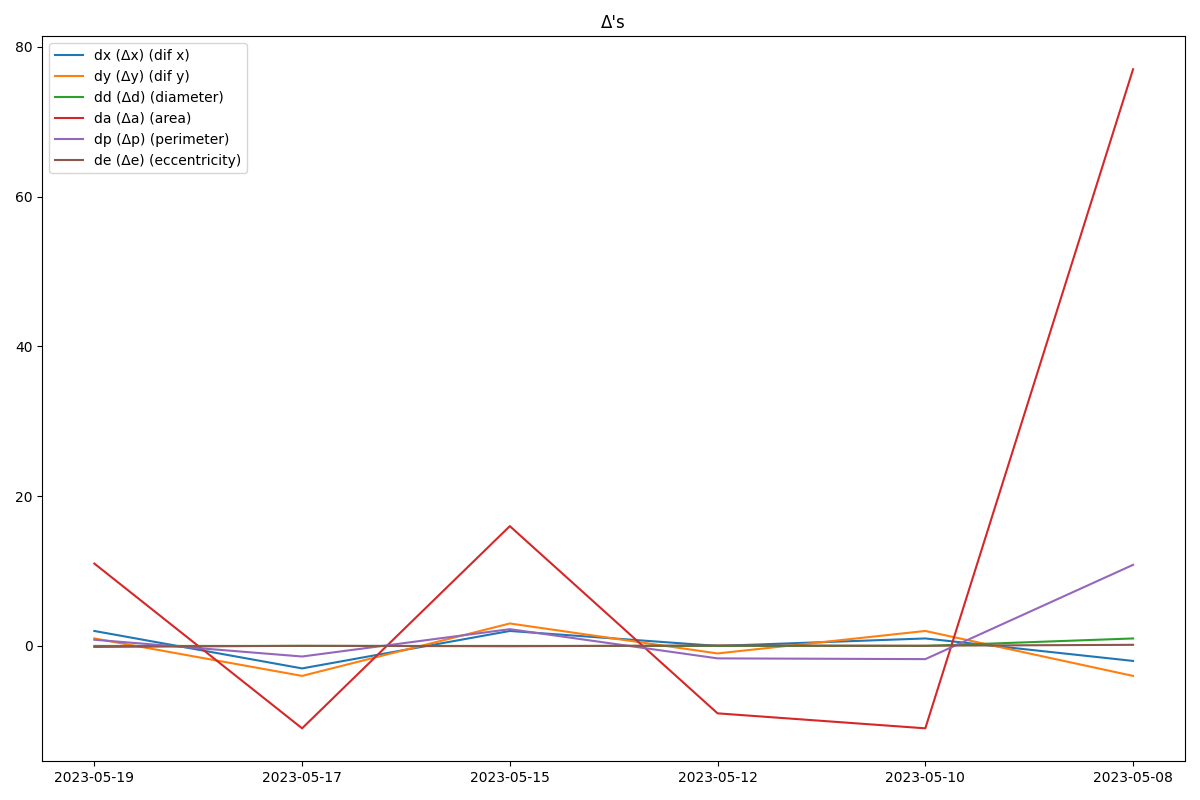 Δ's
80
60
40
20
0
dx (Δx) (dif x)
dy (Δy) (dif y)
dd (Δd) (diameter)
da (Δa) (area)
dp (Δp) (perimeter)
de (Δe) (eccentricity)
2023-05-19 2023-05-17 2023-05-15 2023-05-12 2023-05-10 2023-05-08